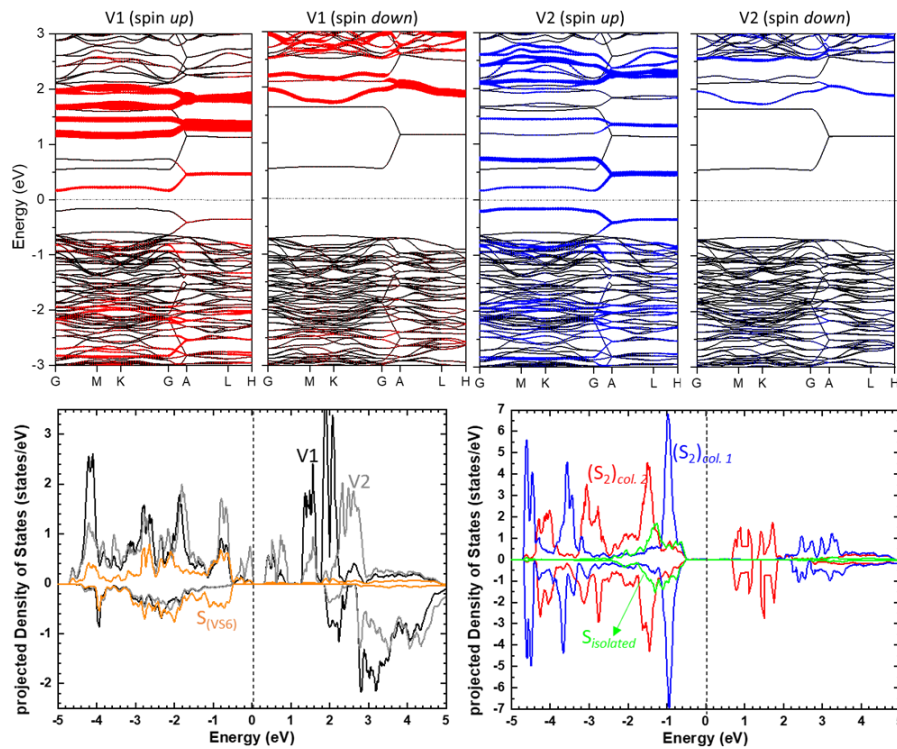 V1 (spin up) V1 (spin down) V2 (spin up) V2 (spin down)
Energy (eV)
3
2
1
0
-1
-2
-3
G M K G A L H G M K G A L H G M K G A L H G M K G A L H
projected Density of States (states/eV)
3
2
1
0
-1
-2
V1
V2
S(VS6)
-5 -4 -3 -2 -1 0 1 2 3 4 5
Energy (eV)
projected Density of States (states/eV)
7
6
5
4
3
2
1
0
1
2
3
4
5
6
7
(S2)col. 2
(S2)col. 1
Sisolated
-5 -4 -3 -2 -1 0 1 2 3 4 5
Energy (eV)